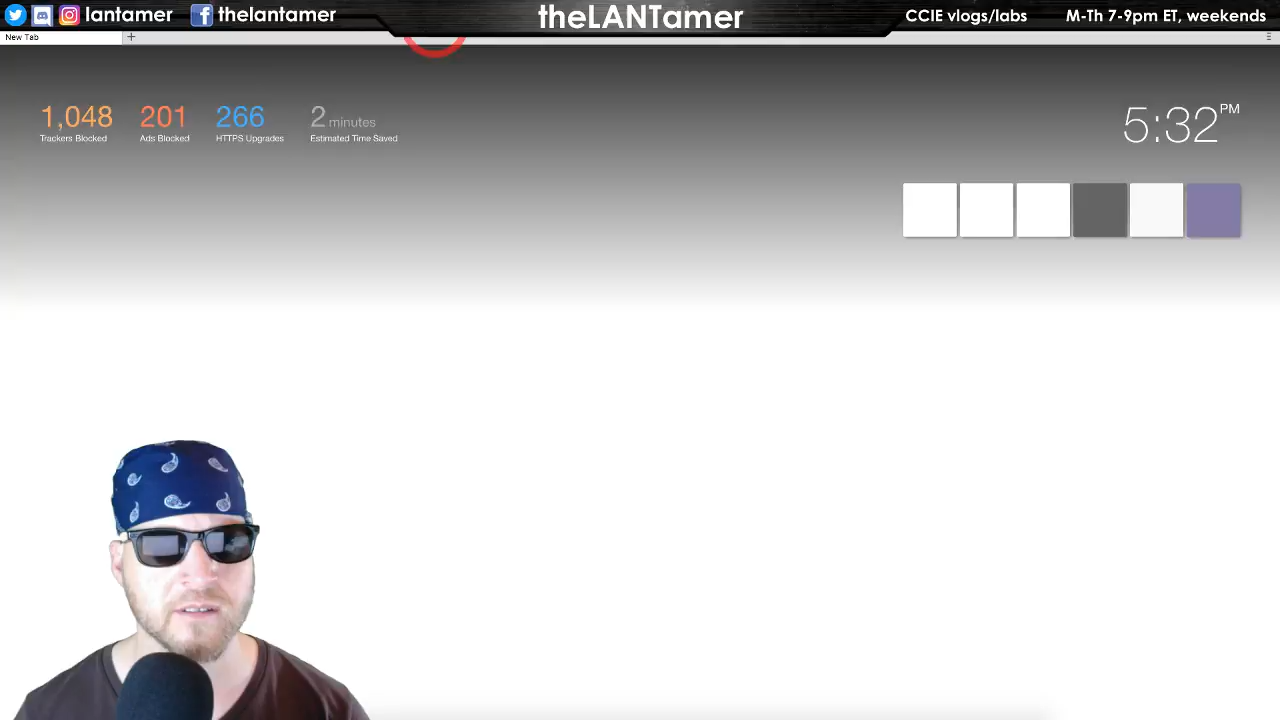 lantamer
thelantamer
theLANTamer
CCIE vlogs/labs
M-Th 7-9pm ET, weekends
New Tab
1,048
Trackers Blocked
201
Ads Blocked
266
HTTPS Upgrades
2 minutes
Estimated Time Saved
5:32 PM